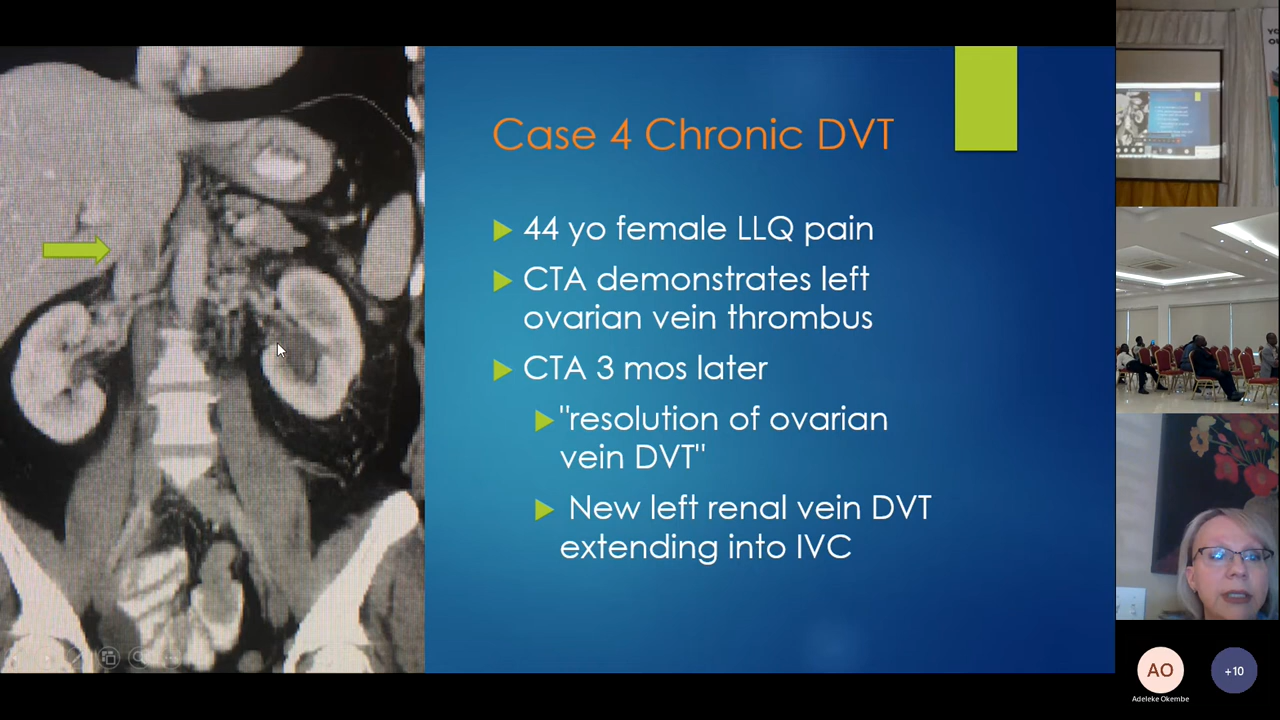 Case 4 Chronic DVT
44 yo female LLQ pain
CTA demonstrates left
ovarian vein thrombus
CTA 3 mos later
"resolution of ovarian
vein DVT"
New left renal vein DVT
extending into IVC
AO
Adeleke Okembe
+10